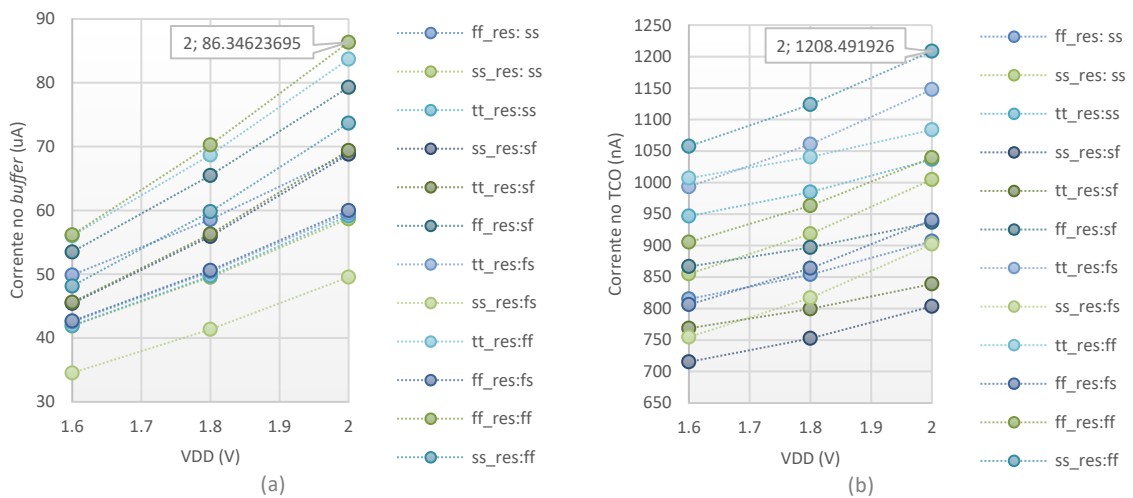 90
80
70
60
50
40
30
Corrente no buffer (uA)
2; 86.34623695
1.6 1.7 1.8 1.9 2
VDD (V)
(a)
ff_res: ss
ss_res: ss
tt_res:ss
ss_res:sf
tt_res:sf
ff_res:sf
tt_res:fs
ss_res:fs
tt_res:ff
ff_res:fs
ff_res:ff
ss_res:ff
1250
1200
1150
1100
1050
1000
950
900
850
800
750
700
650
Corrente no TCO (nA)
2; 1208.491926
1.6 1.7 1.8 1.9 2
VDD (V)
(b)
ff_res: ss
ss_res: ss
tt_res:ss
ss_res:sf
tt_res:sf
ff_res:sf
tt_res:fs
ss_res:fs
tt_res:ff
ff_res:fs
ff_res:ff
ss_res:ff